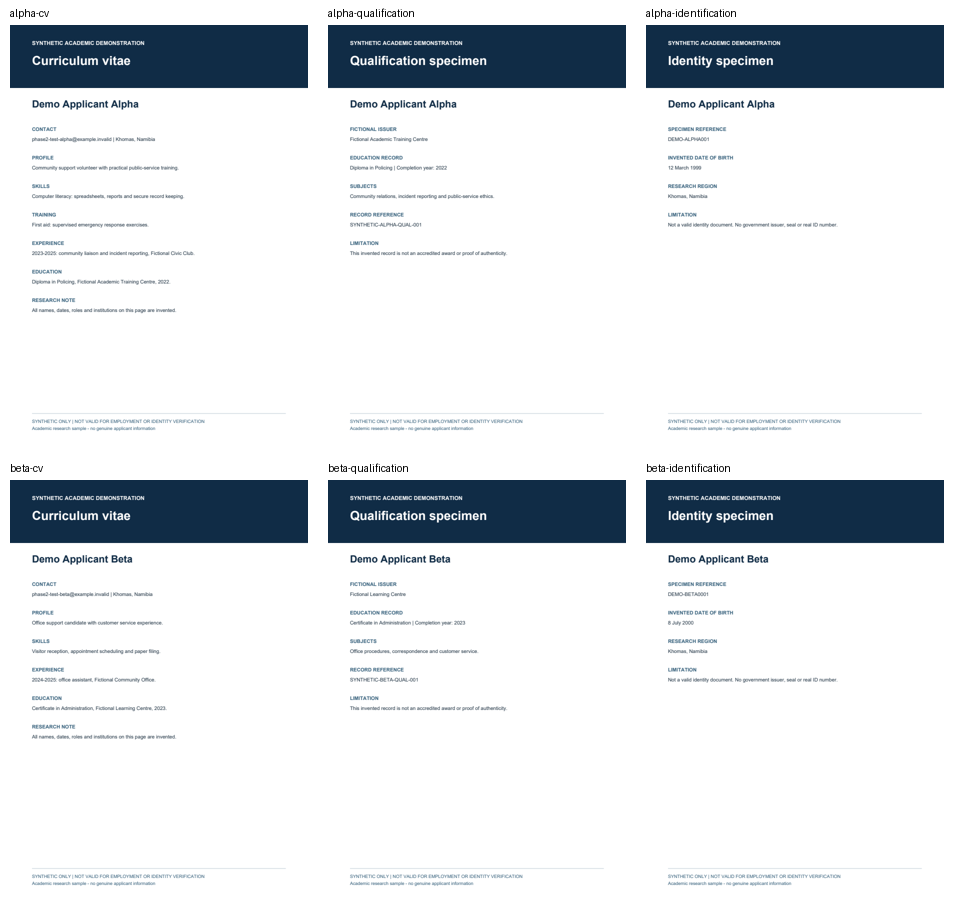 alpha-cv
SYNTHETIC ACADEMIC DEMONSTRATION
Curriculum vitae
Demo Applicant Alpha
CONTACT
phase2-test-alpha@example.invalid | Khomas, Namibia
PROFILE
Community support volunteer with practical public-service training.
SKILLS
Computer literacy: spreadsheets, reports and secure record keeping.
TRAINING
First aid: supervised emergency response exercises.
EXPERIENCE
2023-2025: community liaison and incident reporting, Fictional Civic Club.
EDUCATION
Diploma in Policing, Fictional Academic Training Centre, 2022.
RESEARCH NOTE
All names, dates, roles and institutions on this page are invented.
SYNTHETIC ONLY | NOT VALID FOR EMPLOYMENT OR IDENTITY VERIFICATION
Academic research sample - no genuine applicant information
alpha-qualification
SYNTHETIC ACADEMIC DEMONSTRATION
Qualification specimen
Demo Applicant Alpha
FICTIONAL ISSUER
Fictional Academic Training Centre
EDUCATION RECORD
Diploma in Policing | Completion year: 2022
SUBJECTS
Community relations, incident reporting and public-service ethics.
RECORD REFERENCE
SYNTHETIC-ALPHA-QUAL-001
LIMITATION
This invented record is not an accredited award or proof of authenticity.
SYNTHETIC ONLY | NOT VALID FOR EMPLOYMENT OR IDENTITY VERIFICATION
Academic research sample - no genuine applicant information
alpha-identification
SYNTHETIC ACADEMIC DEMONSTRATION
Identity specimen
Demo Applicant Alpha
SPECIMEN REFERENCE
DEMO-ALPHA001
INVENTED DATE OF BIRTH
12 March 1999
RESEARCH REGION
Khomas, Namibia
LIMITATION
Not a valid identity document. No government issuer, seal or real ID number.
SYNTHETIC ONLY | NOT VALID FOR EMPLOYMENT OR IDENTITY VERIFICATION
Academic research sample - no genuine applicant information
beta-cv
SYNTHETIC ACADEMIC DEMONSTRATION
Curriculum vitae
Demo Applicant Beta
CONTACT
phase2-test-beta@example.invalid | Khomas, Namibia
PROFILE
Office support candidate with customer service experience.
SKILLS
Visitor reception, appointment scheduling and paper filing.
EXPERIENCE
2024-2025: office assistant, Fictional Community Office.
EDUCATION
Certificate in Administration, Fictional Learning Centre, 2023.
RESEARCH NOTE
All names, dates, roles and institutions on this page are invented.
SYNTHETIC ONLY | NOT VALID FOR EMPLOYMENT OR IDENTITY VERIFICATION
Academic research sample - no genuine applicant information
beta-qualification
SYNTHETIC ACADEMIC DEMONSTRATION
Qualification specimen
Demo Applicant Beta
FICTIONAL ISSUER
Fictional Learning Centre
EDUCATION RECORD
Certificate in Administration | Completion year: 2023
SUBJECTS
Office procedures, correspondence and customer service.
RECORD REFERENCE
SYNTHETIC-BETA-QUAL-001
LIMITATION
This invented record is not an accredited award or proof of authenticity.
SYNTHETIC ONLY | NOT VALID FOR EMPLOYMENT OR IDENTITY VERIFICATION
Academic research sample - no genuine applicant information
beta-identification
SYNTHETIC ACADEMIC DEMONSTRATION
Identity specimen
Demo Applicant Beta
SPECIMEN REFERENCE
DEMO-BETA0001
INVENTED DATE OF BIRTH
8 July 2000
RESEARCH REGION
Khomas, Namibia
LIMITATION
Not a valid identity document. No government issuer, seal or real ID number.
SYNTHETIC ONLY | NOT VALID FOR EMPLOYMENT OR IDENTITY VERIFICATION
Academic research sample - no genuine applicant information